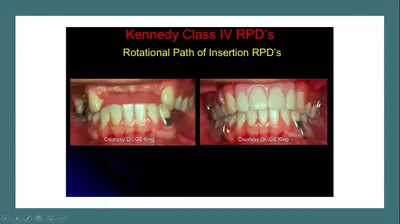 Kennedy Class IV RPD's
Rotational Path of Insertion RPD's
Courtesy Dr. GE King
Courtesy Dr. GE King